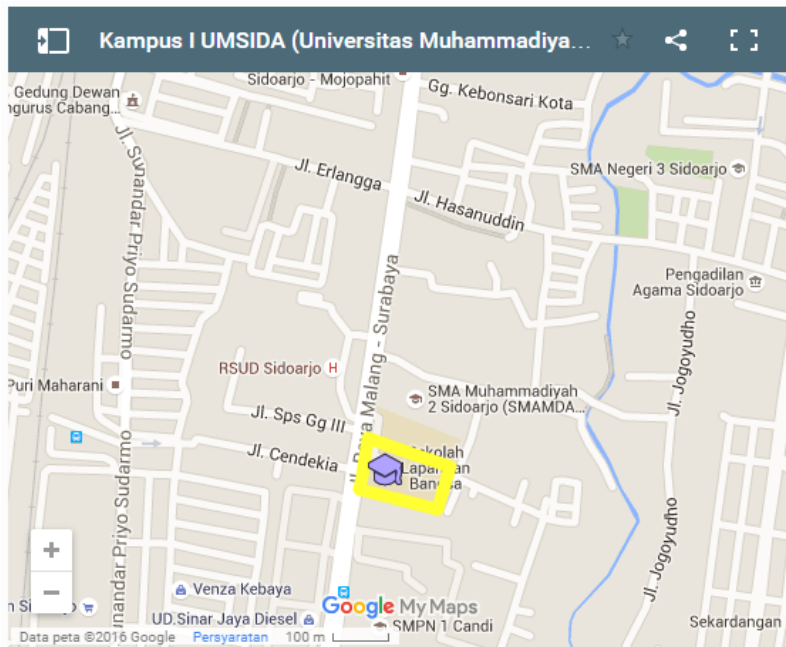 Kampus I UMSIDA (Universitas Muhammadiya...
Sidoarjo - Mojopahit
Gedung Dewan
ngurus Cabang...
Gg. Kebonsari Kota
Jl. Sunandar Priyo Sudarmo
Jl. Erlangga
SMA Negeri 3 Sidoarjo
Jl. Hasanuddin
Pengadilan
Agama Sidoarjo
Malang - Surabaya
RSUD Sidoarjo
Puri Maharani
SMA Muhammadiyah
2 Sidoarjo (SMAMDA...
Jl. Jogoyudho
Jl. Sps Gg III
Jl. Cendekia
Sekolah
Lapangan
Bangsa
unandar Priyo Sudarmo
Jl. Jogoyudho
+
−
Venza Kebaya
Google My Maps
UD.Sinar Jaya Diesel
SMPN 1 Candi
Sekardangan
Data peta ©2016 Google
Persyaratan
100 m